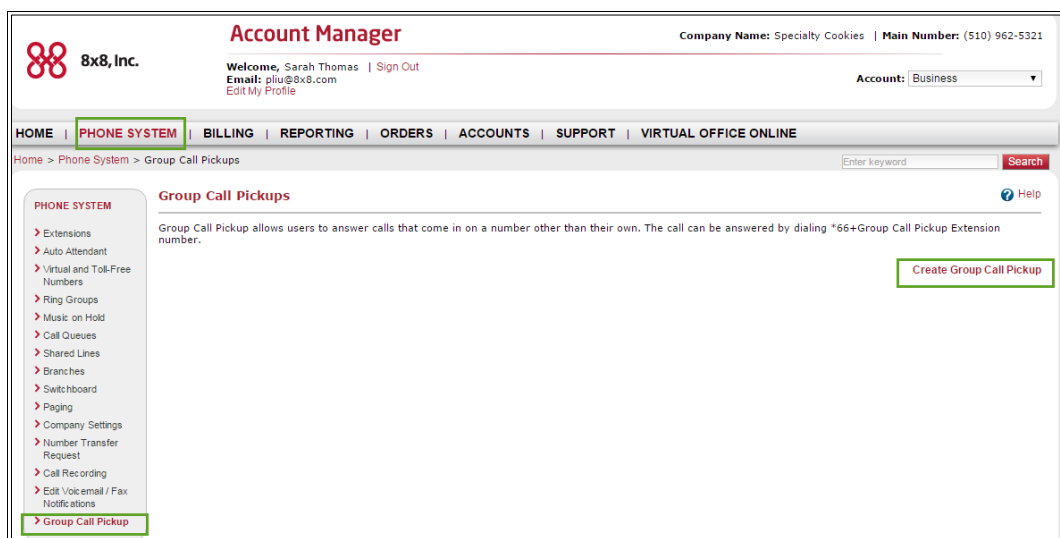 Account Manager
Company Name: Specialty Cookies | Main Number: (510) 962-5321
8x8, Inc.
Welcome, Sarah Thomas | Sign Out
Email: pliu@8x8.com
Edit My Profile
Account: Business
HOME | PHONE SYSTEM | BILLING | REPORTING | ORDERS | ACCOUNTS | SUPPORT | VIRTUAL OFFICE ONLINE
Home > Phone System > Group Call Pickups
Enter keyword
Search
PHONE SYSTEM
Extensions
Auto Attendant
Virtual and Toll-Free
Numbers
Ring Groups
Music on Hold
Call Queues
Shared Lines
Branches
Switchboard
Paging
Company Settings
Number Transfer
Request
Call Recording
Edit Voicemail / Fax
Notifications
Group Call Pickup
Group Call Pickups
Help
Group Call Pickup allows users to answer calls that come in on a number other than their own. The call can be answered by dialing *66+Group Call Pickup Extension
number.
Create Group Call Pickup